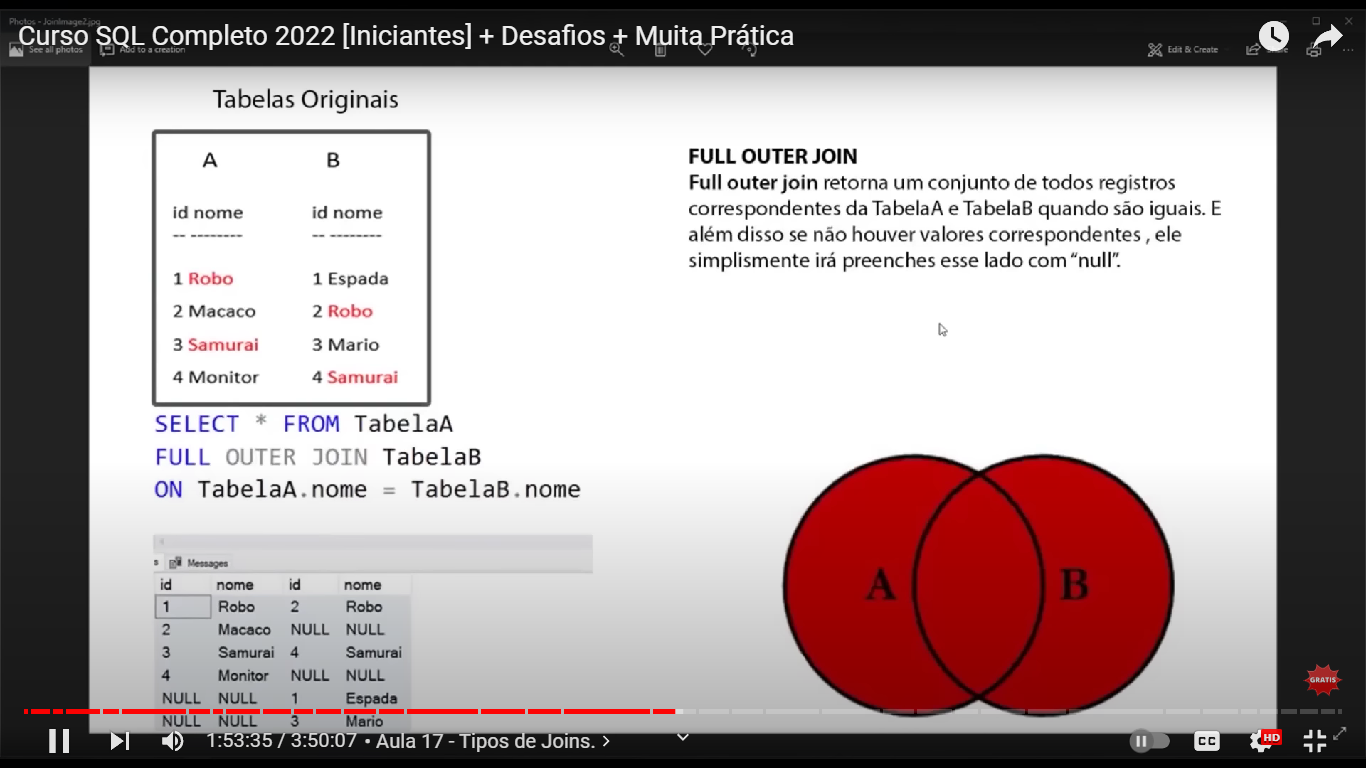 Photos - JoinImage2.jpg
Curso SQL Completo 2022 [Iniciantes] + Desafios + Muita Prática
See all photos
Add to a creation
Edit & Create
Tabelas Originais
A B
id nome id nome
-- -------- -- --------
1 Robo 1 Espada
2 Macaco 2 Robo
3 Samurai 3 Mario
4 Monitor 4 Samurai
SELECT * FROM TabelaA
FULL OUTER JOIN TabelaB
ON TabelaA.nome = TabelaB.nome
Messages
id nome id nome
1 Robo 2 Robo
2 Macaco NULL NULL
3 Samurai 4 Samurai
4 Monitor NULL NULL
NULL NULL 1 Espada
NULL NULL 3 Mario
FULL OUTER JOIN
Full outer join retorna um conjunto de todos registros
correspondentes da TabelaA e TabelaB quando são iguais. E
além disso se não houver valores correspondentes , ele
simplismente irá preenches esse lado com “null”.
A B
GRATIS
1:53:35 / 3:50:07 • Aula 17 - Tipos de Joins. >
CC
HD